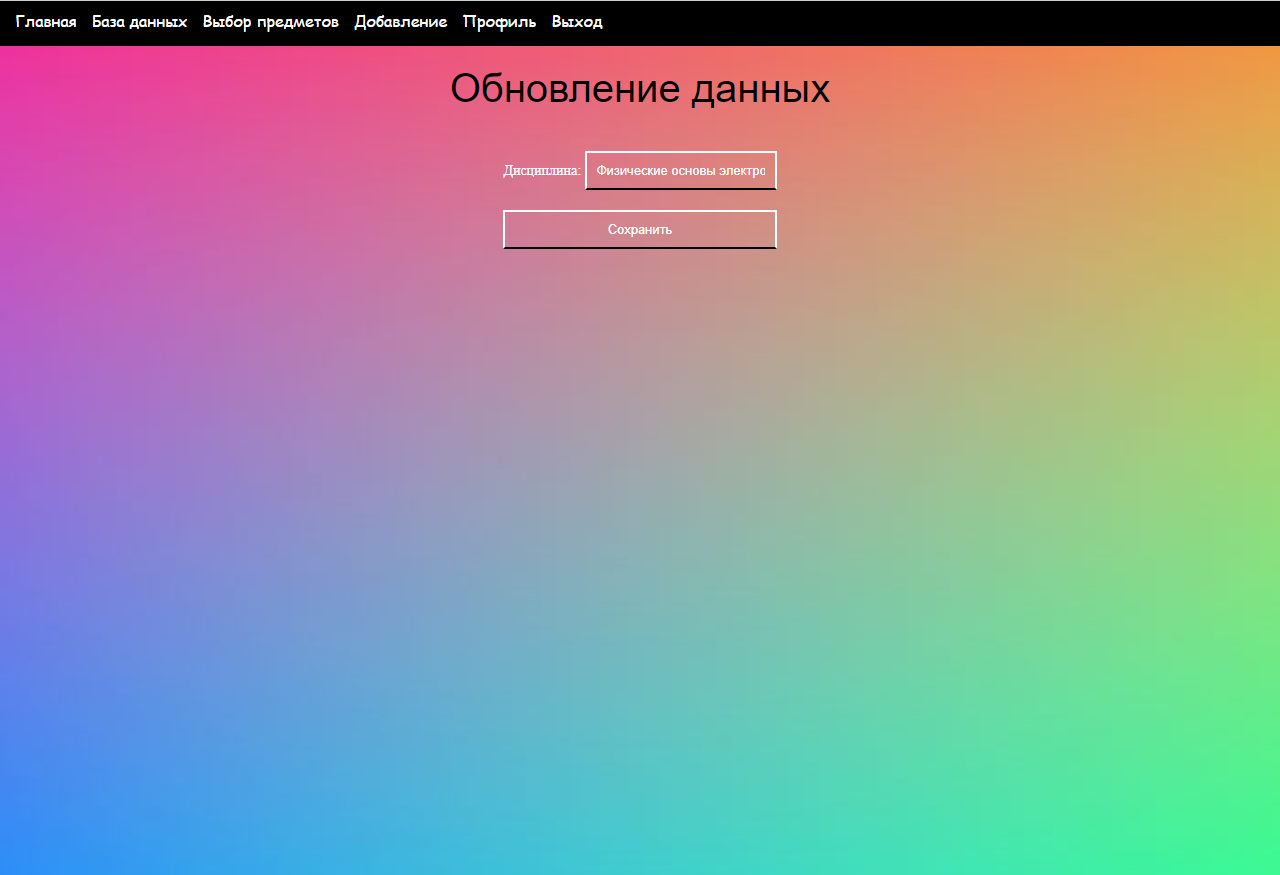 Главная База данных Выбор предметов Добавление Профиль Выход
Обновление данных
Дисциплина: Физические основы электро
Сохранить